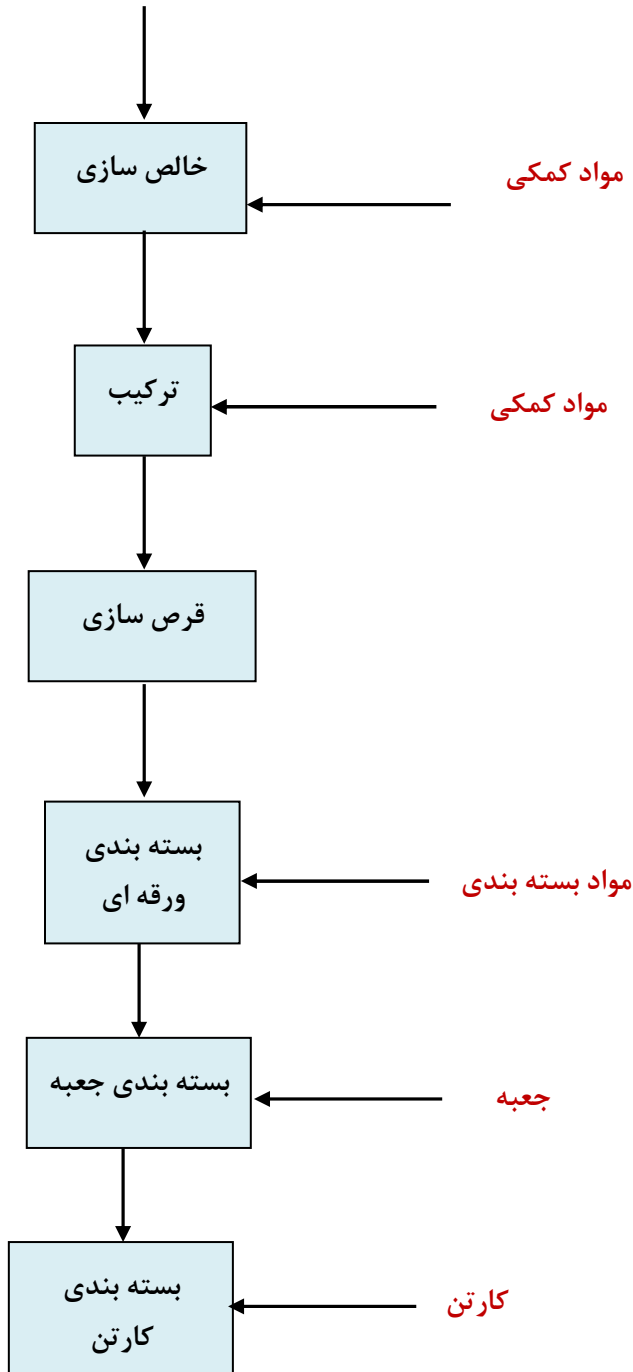 خالص سازی
مواد کمکی
ترکیب
مواد کمکی
قرص سازی
بسته بندی
ورقه ای
مواد بسته بندی
بسته بندی جعبه
جعبه
بسته بندی
کارتن
کارتن